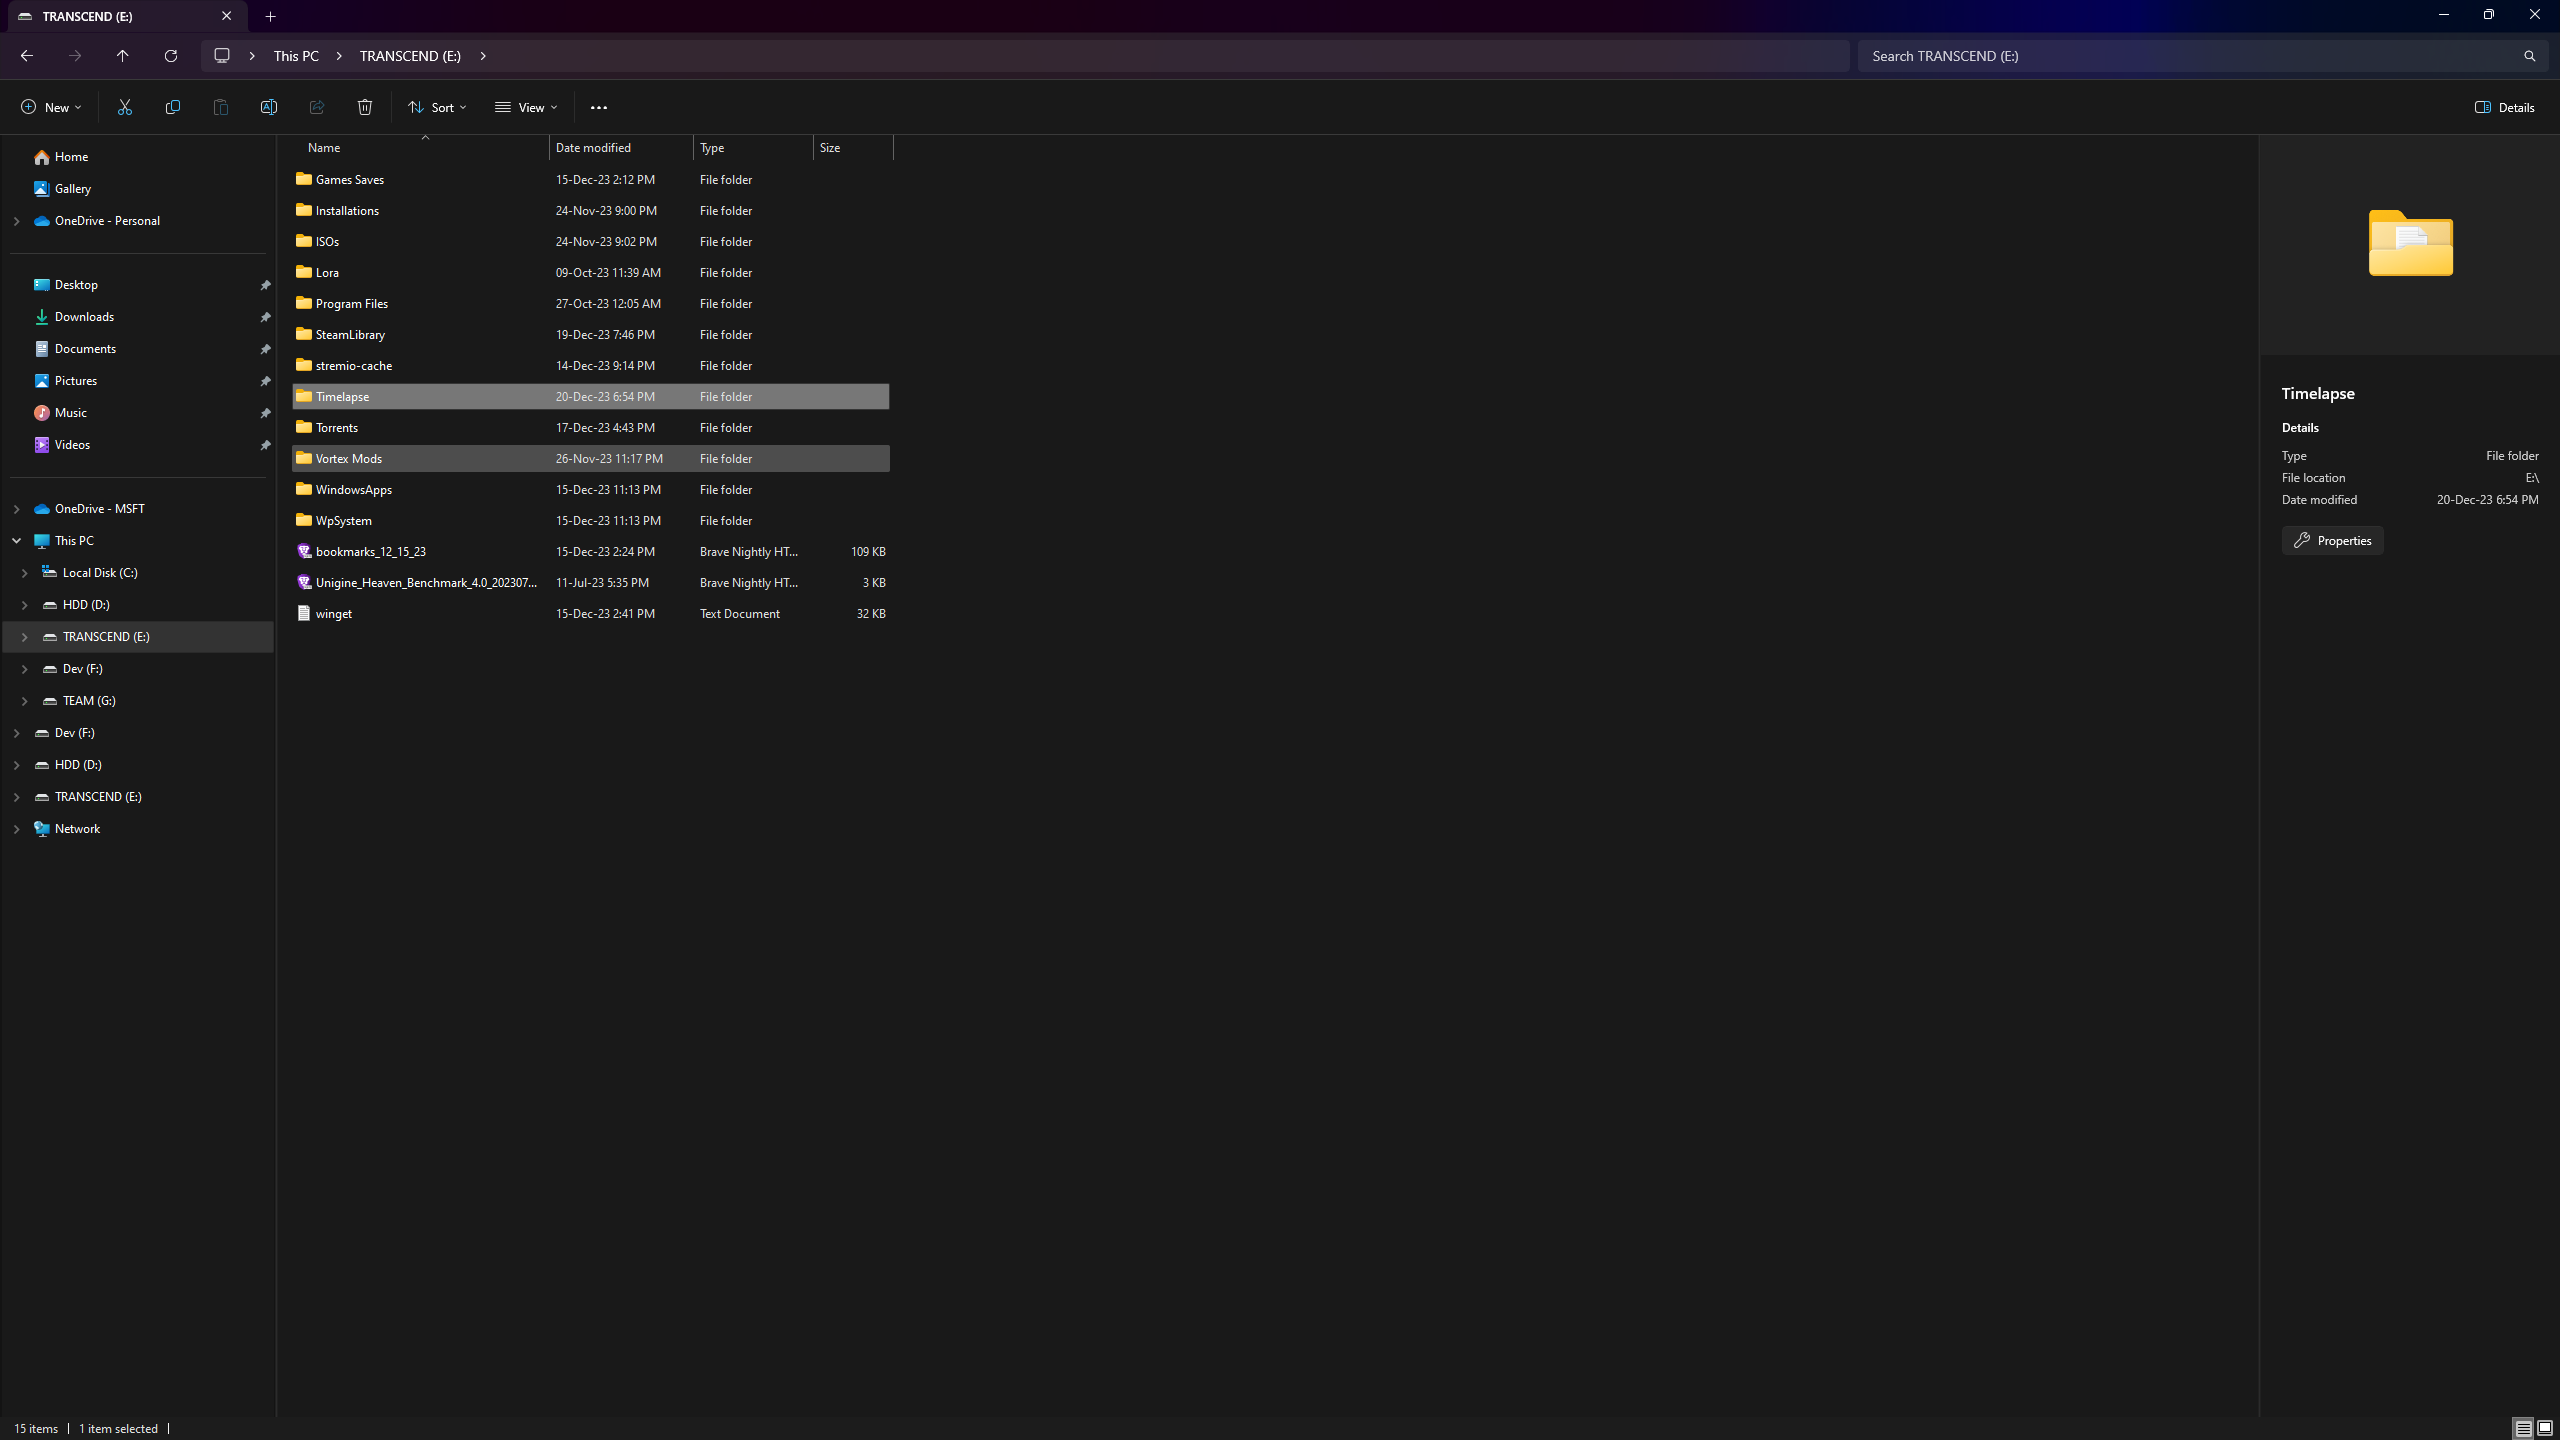 TRANSCEND (E:)
This PC
TRANSCEND (E:)
Search TRANSCEND (E:)
New
Sort
View
Details
Home
Gallery
OneDrive - Personal
Desktop
Downloads
Documents
Pictures
Music
Videos
OneDrive - MSFT
This PC
Local Disk (C:)
HDD (D:)
TRANSCEND (E:)
Dev (F:)
TEAM (G:)
Dev (F:)
HDD (D:)
TRANSCEND (E:)
Network
Name Date modified Type Size
Games Saves 15-Dec-23 2:12 PM File folder
Installations 24-Nov-23 9:00 PM File folder
ISOs 24-Nov-23 9:02 PM File folder
Lora 09-Oct-23 11:39 AM File folder
Program Files 27-Oct-23 12:05 AM File folder
SteamLibrary 19-Dec-23 7:46 PM File folder
stremio-cache 14-Dec-23 9:14 PM File folder
Timelapse 20-Dec-23 6:54 PM File folder
Torrents 17-Dec-23 4:43 PM File folder
Vortex Mods 26-Nov-23 11:17 PM File folder
WindowsApps 15-Dec-23 11:13 PM File folder
WpSystem 15-Dec-23 11:13 PM File folder
bookmarks_12_15_23 15-Dec-23 2:24 PM Brave Nightly HT... 109 KB
Unigine_Heaven_Benchmark_4.0_202307... 11-Jul-23 5:35 PM Brave Nightly HT... 3 KB
winget 15-Dec-23 2:41 PM Text Document 32 KB
Timelapse
Details
Type File folder
File location E:\
Date modified 20-Dec-23 6:54 PM
Properties
15 items
1 item selected